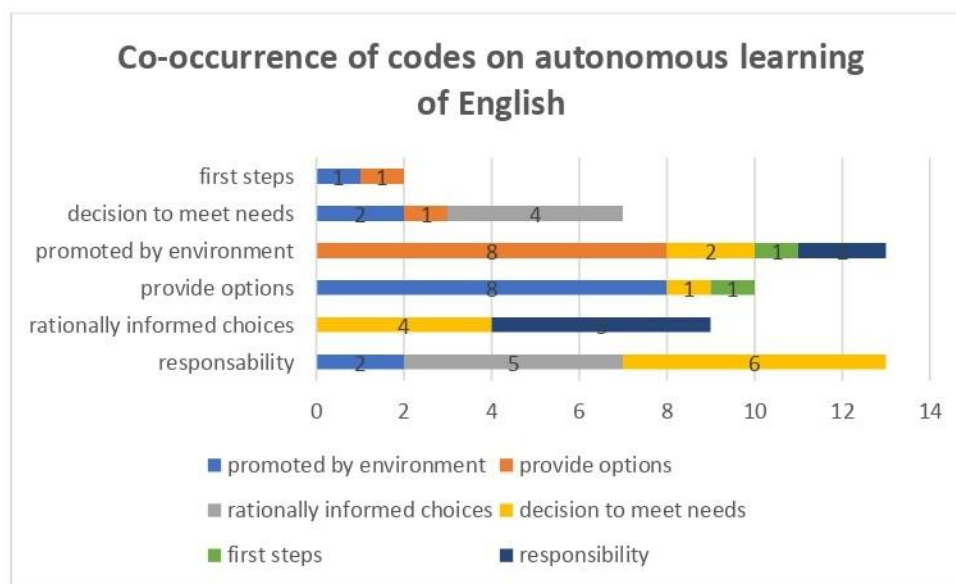 Co-occurrence of codes on autonomous learning
of English
first steps 1 1
decision to meet needs 2 1 4
promoted by environment 8 2 1 2
provide options 8 1 1
rationally informed choices 4 5
responsability 2 5 6
0 2 4 6 8 10 12 14
promoted by environment provide options
rationally informed choices decision to meet needs
first steps responsibility